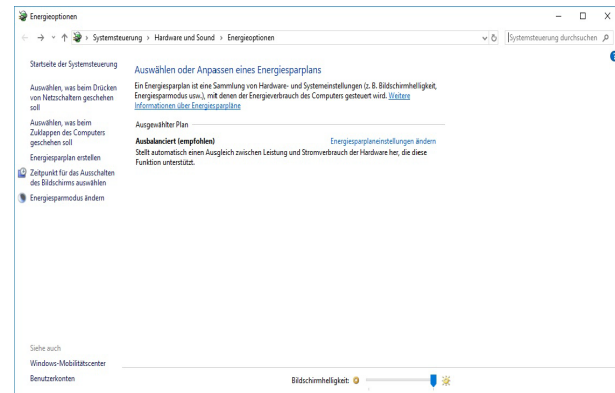 Energieoptionen
Systemsteuerung › Hardware und Sound › Energieoptionen
Systemsteuerung durchsuchen
Startseite der Systemsteuerung
Auswählen, was beim Drücken
von Netzschaltern geschehen
soll
Auswählen, was beim
Zuklappen des Computers
geschehen soll
Energiesparplan erstellen
Zeitpunkt für das Ausschalten
des Bildschirms auswählen
Energiesparmodus ändern
Auswählen oder Anpassen eines Energiesparplans
Ein Energiesparplan ist eine Sammlung von Hardware- und Systemeinstellungen (z. B. Bildschirmhelligkeit,
Energiesparmodus usw.), mit denen der Energieverbrauch des Computers gesteuert wird. Weitere
Informationen über Energiesparpläne
Ausgewählter Plan
Ausbalanciert (empfohlen) Energiesparplaneinstellungen ändern
Stellt automatisch einen Ausgleich zwischen Leistung und Stromverbrauch der Hardware her, die diese
Funktion unterstützt.
Siehe auch
Windows-Mobilitätscenter
Benutzerkonten
Bildschirmhelligkeit: